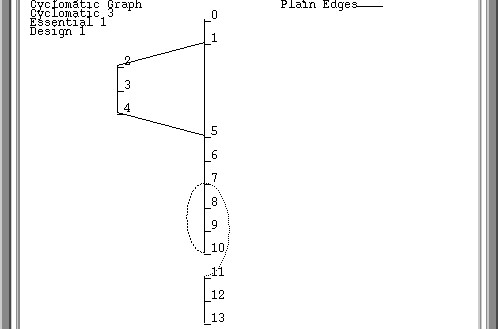 Cyclomatic Graph
Plain Edges
Cyclomatic 3
Essential 1
Design 1
0
1
2
3
4
5
6
7
8
9
10
11
12
13